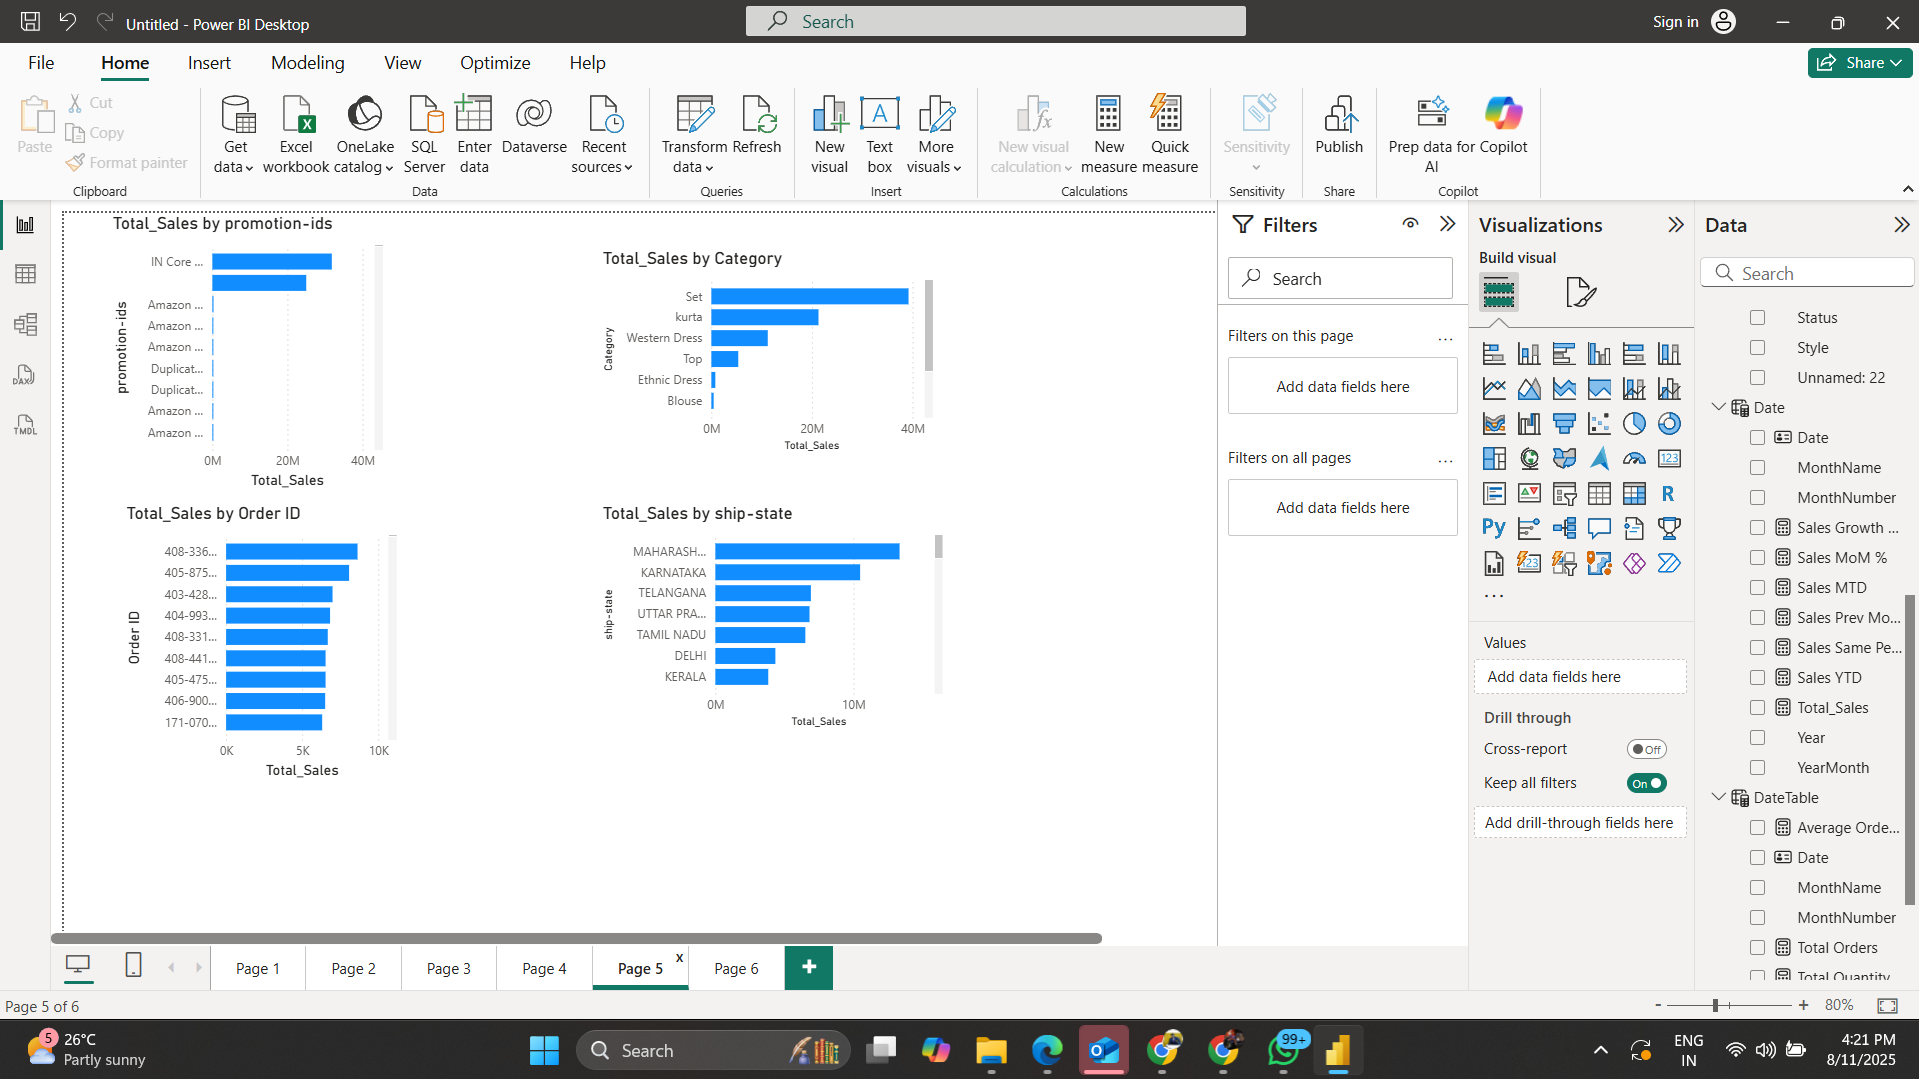 Untitled - Power BI Desktop
Search
Sign in
File
Home
Insert
Modeling
View
Optimize
Help
Share
Paste
Cut
Copy
Format painter
Clipboard
Get data
Excel workbook
OneLake catalog
SQL Server
Enter data
Dataverse
Recent sources
Data
Transform data
Refresh
Queries
New visual
Text box
More visuals
Insert
New visual calculation
New measure
Quick measure
Calculations
Sensitivity
Sensitivity
Publish
Share
Prep data for AI
Copilot
Copilot
Total_Sales by promotion-ids
promotion-ids
IN Core ...
Amazon ...
Amazon ...
Amazon ...
Duplicat...
Duplicat...
Amazon ...
Amazon ...
0M 20M 40M
Total_Sales
Total_Sales by Category
Category
Set
kurta
Western Dress
Top
Ethnic Dress
Blouse
0M 20M 40M
Total_Sales
Total_Sales by Order ID
Order ID
408-336...
405-875...
403-428...
404-993...
408-331...
408-441...
405-475...
406-900...
171-070...
0K 5K 10K
Total_Sales
Total_Sales by ship-state
ship-state
MAHARASH...
KARNATAKA
TELANGANA
UTTAR PRA...
TAMIL NADU
DELHI
KERALA
0M 10M
Total_Sales
Filters
Search
Filters on this page
...
Add data fields here
Filters on all pages
...
Add data fields here
Visualizations
Build visual
123
R
Py
123
...
Values
Add data fields here
Drill through
Cross-report
Off
Keep all filters
On
Add drill-through fields here
Data
Search
Status
Style
Unnamed: 22
Date
Date
MonthName
MonthNumber
Sales Growth ...
Sales MoM %
Sales MTD
Sales Prev Mo...
Sales Same Pe...
Sales YTD
Total_Sales
Year
YearMonth
DateTable
Average Orde...
Date
MonthName
MonthNumber
Total Orders
Total Quantity
DAX
TMDL
Page 1
Page 2
Page 3
Page 4
Page 5
x
Page 6
+
Page 5 of 6
- + 80%
5
26°C
Partly sunny
Search
99+
ENG
IN
4:21 PM
8/11/2025